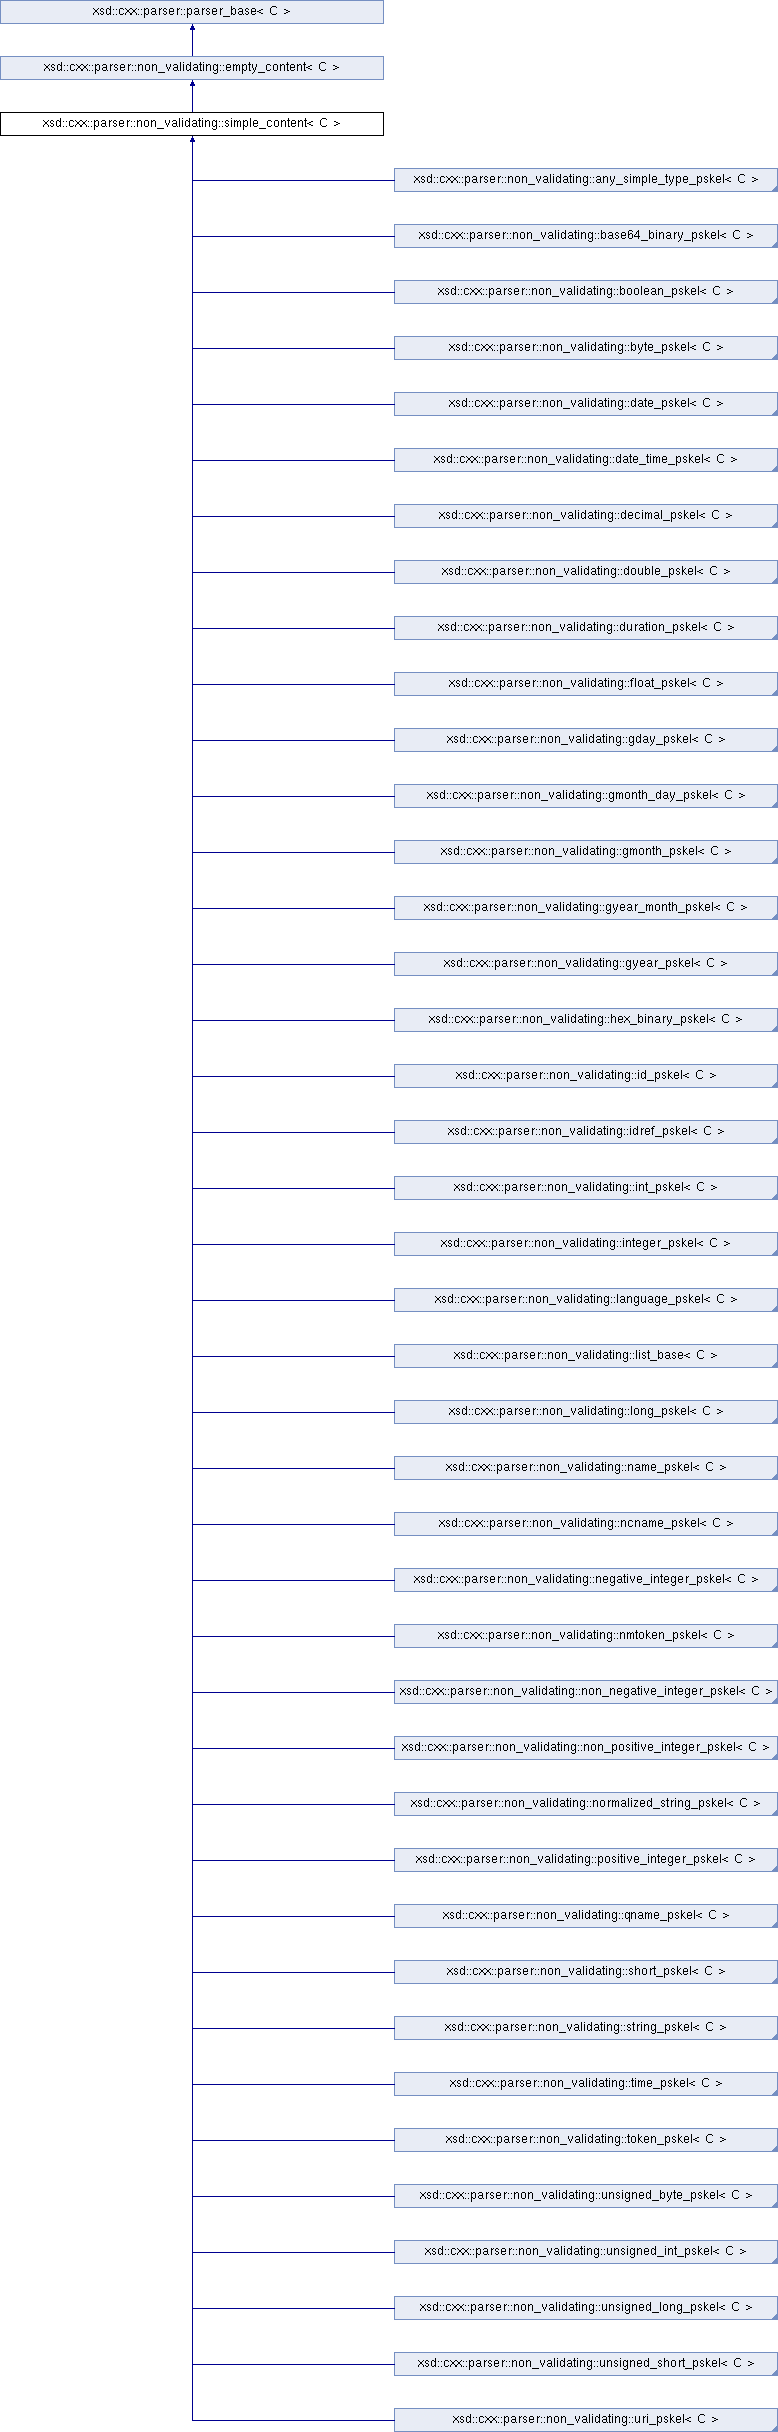 xsd::cxx::parser::parser_base< C >
xsd::cxx::parser::non_validating::empty_content< C >
xsd::cxx::parser::non_validating::simple_content< C >
xsd::cxx::parser::non_validating::any_simple_type_pskel< C >
xsd::cxx::parser::non_validating::base64_binary_pskel< C >
xsd::cxx::parser::non_validating::boolean_pskel< C >
xsd::cxx::parser::non_validating::byte_pskel< C >
xsd::cxx::parser::non_validating::date_pskel< C >
xsd::cxx::parser::non_validating::date_time_pskel< C >
xsd::cxx::parser::non_validating::decimal_pskel< C >
xsd::cxx::parser::non_validating::double_pskel< C >
xsd::cxx::parser::non_validating::duration_pskel< C >
xsd::cxx::parser::non_validating::float_pskel< C >
xsd::cxx::parser::non_validating::gday_pskel< C >
xsd::cxx::parser::non_validating::gmonth_day_pskel< C >
xsd::cxx::parser::non_validating::gmonth_pskel< C >
xsd::cxx::parser::non_validating::gyear_month_pskel< C >
xsd::cxx::parser::non_validating::gyear_pskel< C >
xsd::cxx::parser::non_validating::hex_binary_pskel< C >
xsd::cxx::parser::non_validating::id_pskel< C >
xsd::cxx::parser::non_validating::idref_pskel< C >
xsd::cxx::parser::non_validating::int_pskel< C >
xsd::cxx::parser::non_validating::integer_pskel< C >
xsd::cxx::parser::non_validating::language_pskel< C >
xsd::cxx::parser::non_validating::list_base< C >
xsd::cxx::parser::non_validating::long_pskel< C >
xsd::cxx::parser::non_validating::name_pskel< C >
xsd::cxx::parser::non_validating::ncname_pskel< C >
xsd::cxx::parser::non_validating::negative_integer_pskel< C >
xsd::cxx::parser::non_validating::nmtoken_pskel< C >
xsd::cxx::parser::non_validating::non_negative_integer_pskel< C >
xsd::cxx::parser::non_validating::non_positive_integer_pskel< C >
xsd::cxx::parser::non_validating::normalized_string_pskel< C >
xsd::cxx::parser::non_validating::positive_integer_pskel< C >
xsd::cxx::parser::non_validating::qname_pskel< C >
xsd::cxx::parser::non_validating::short_pskel< C >
xsd::cxx::parser::non_validating::string_pskel< C >
xsd::cxx::parser::non_validating::time_pskel< C >
xsd::cxx::parser::non_validating::token_pskel< C >
xsd::cxx::parser::non_validating::unsigned_byte_pskel< C >
xsd::cxx::parser::non_validating::unsigned_int_pskel< C >
xsd::cxx::parser::non_validating::unsigned_long_pskel< C >
xsd::cxx::parser::non_validating::unsigned_short_pskel< C >
xsd::cxx::parser::non_validating::uri_pskel< C >